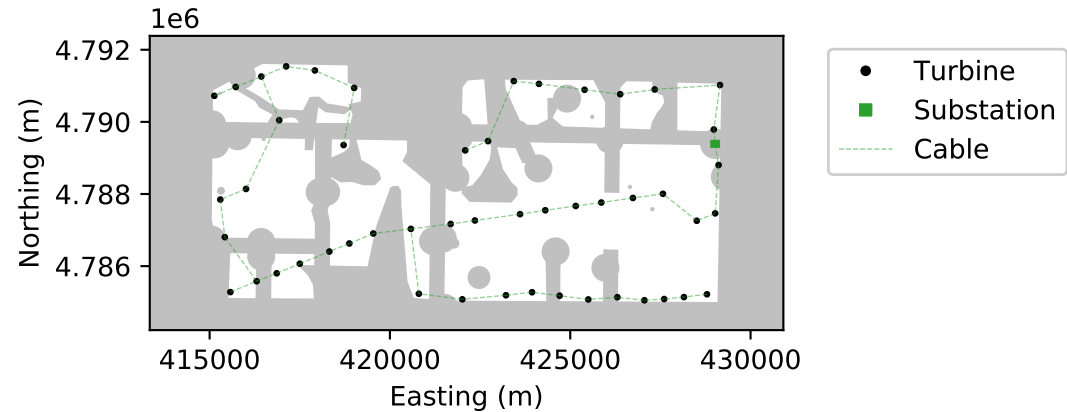 1e6
4.792
4.790
4.788
4.786
Northing (m)
415000
420000
425000
430000
Easting (m)
Turbine
Substation
Cable